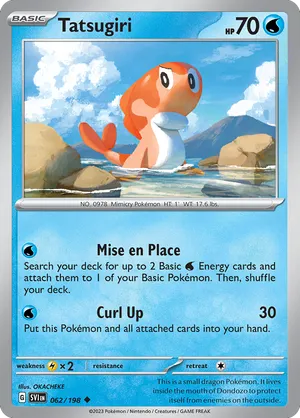 BASIC
Tatsugiri
HP 70
NO. 0978 Mimicry Pokémon HT: 1' WT: 17.6 lbs.
Mise en Place
Search your deck for up to 2 Basic Energy cards and
attach them to 1 of your Basic Pokémon. Then, shuffle
your deck.
Curl Up 30
Put this Pokémon and all attached cards into your hand.
Illus. OKACHEKE
weakness ×2 resistance retreat
G SVI EN 062/198
This is a small dragon Pokémon. It lives
inside the mouth of Dondozo to protect
itself from enemies on the outside.
©2023 Pokémon / Nintendo / Creatures / GAME FREAK